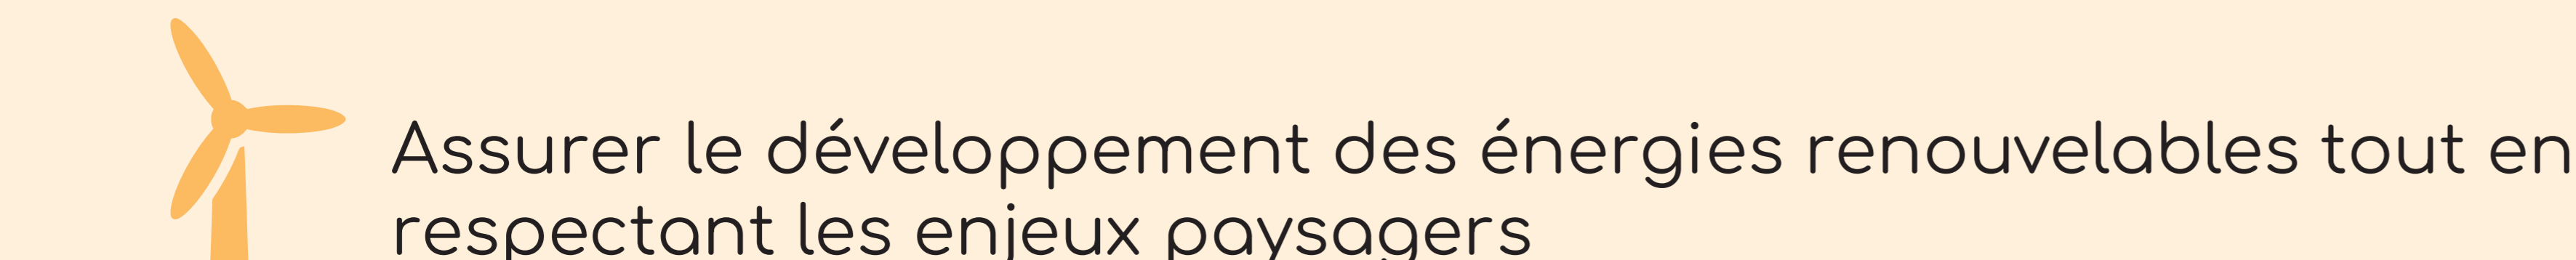 Assurer le développement des énergies renouvelables tout en
respectant les enjeux paysagers